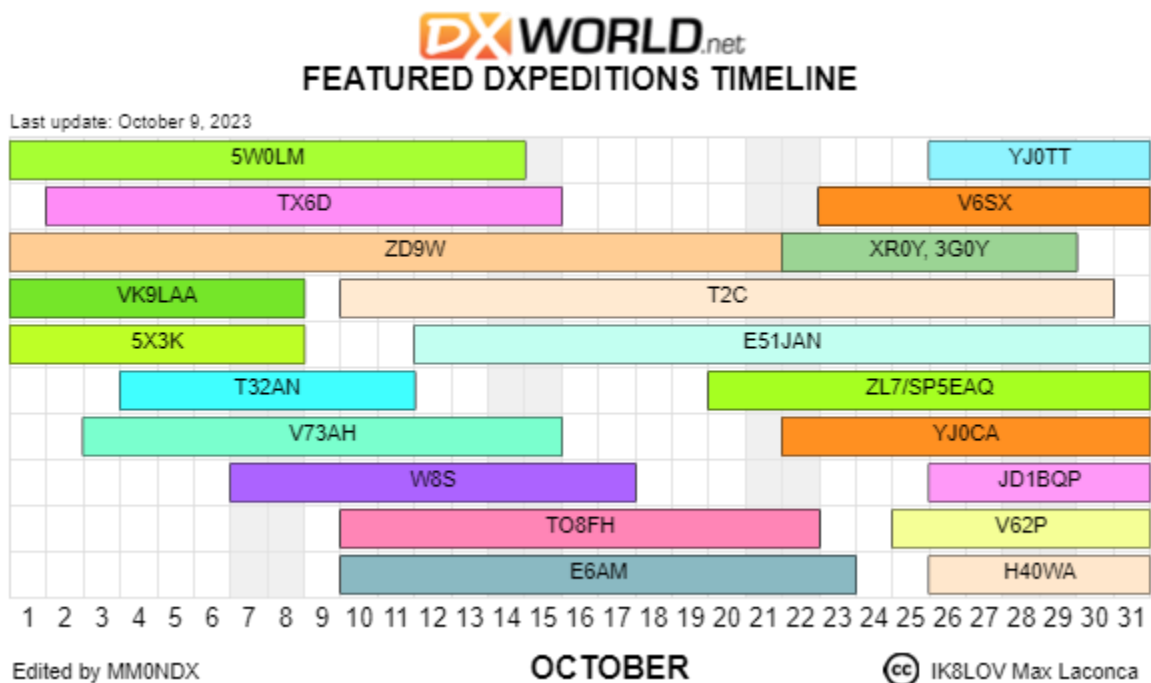 DX WORLD.net
FEATURED DXPEDITIONS TIMELINE
Last update: October 9, 2023
5W0LM YJ0TT
TX6D V6SX
ZD9W XR0Y, 3G0Y
VK9LAA T2C
5X3K E51JAN
T32AN ZL7/SP5EAQ
V73AH YJ0CA
W8S JD1BQP
TO8FH V62P
E6AM H40WA
1 2 3 4 5 6 7 8 9 10 11 12 13 14 15 16 17 18 19 20 21 22 23 24 25 26 27 28 29 30 31
Edited by MM0NDX OCTOBER cc IK8LOV Max Laconca